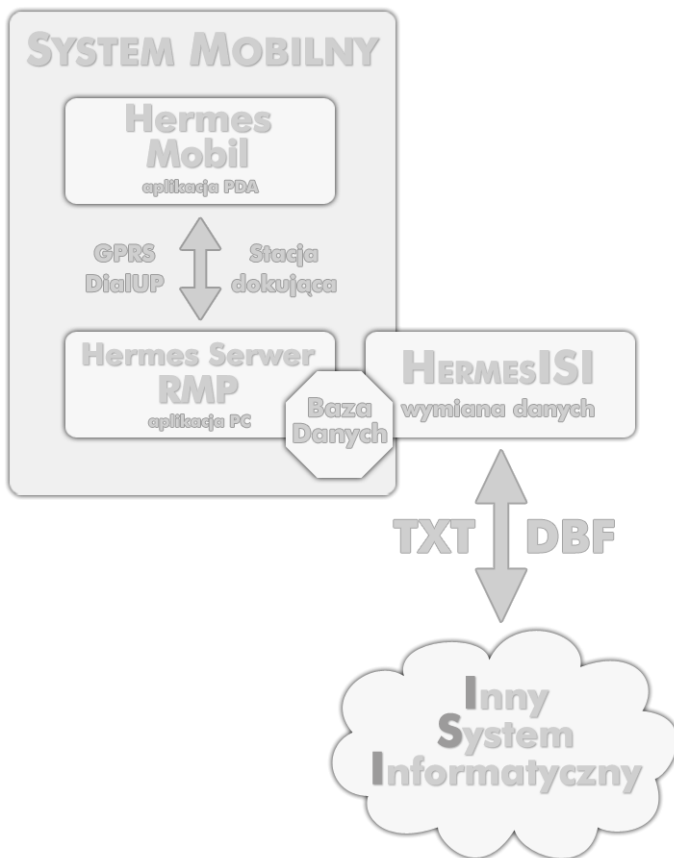 SYSTEM MOBILNY
Hermes
Mobil
aplikacja PDA
GPRS
DialUP
Stacja
dokująca
Hermes Serwer
RMP
aplikacja PC
Baza
Danych
HERMESISI
wymiana danych
TXT
DBF
Inny
System
Informatyczny